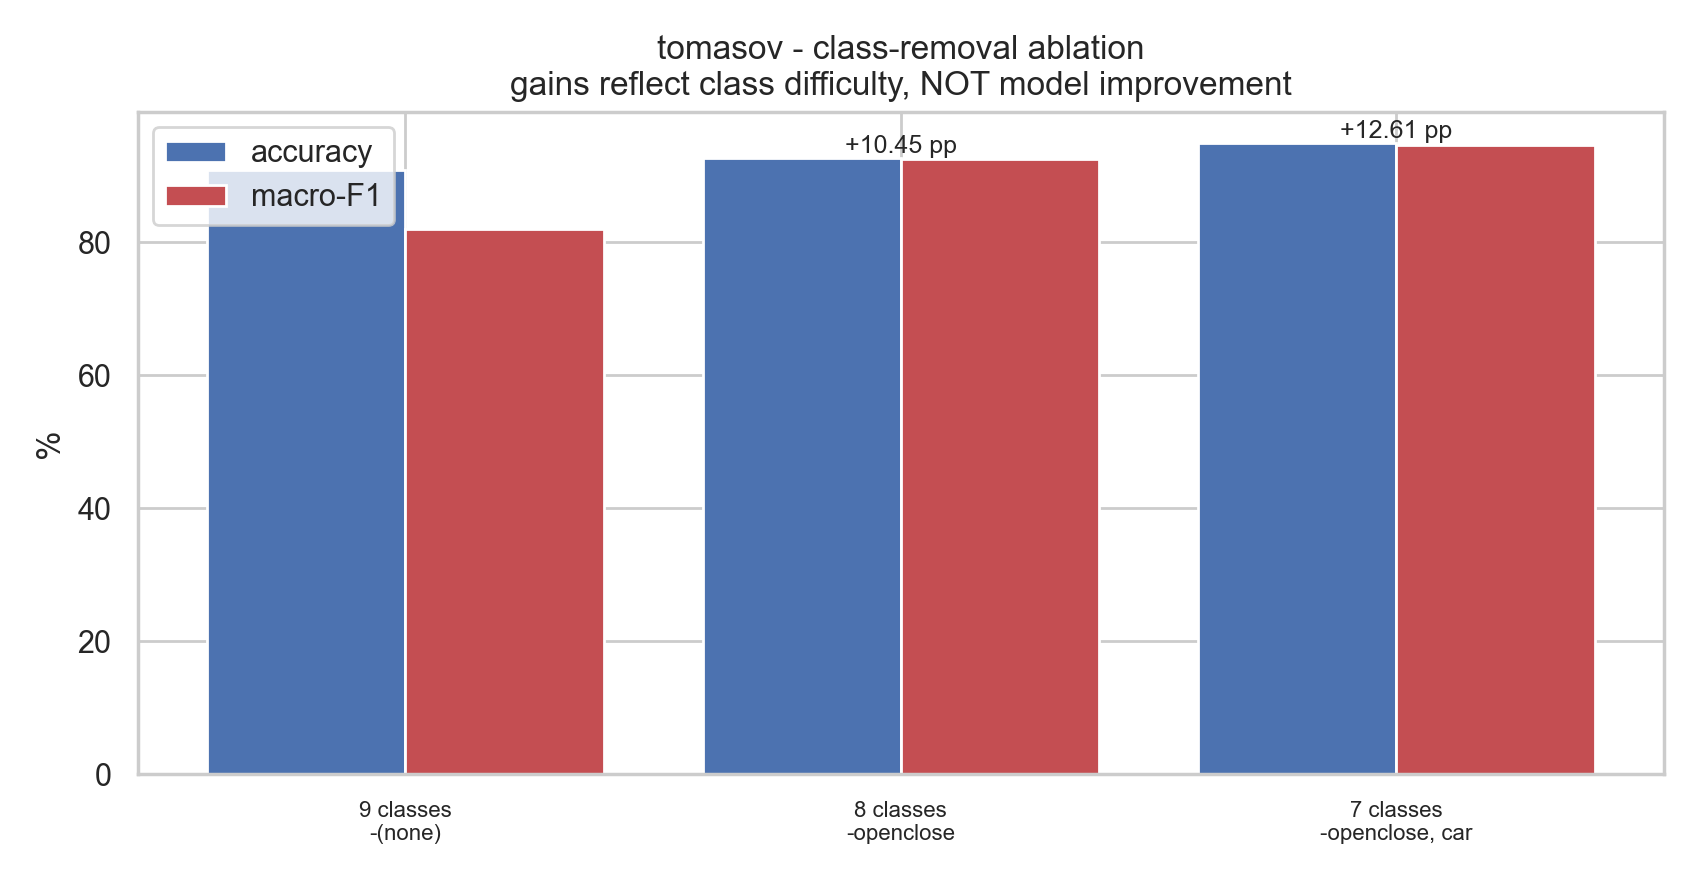 tomasov - class-removal ablation
gains reflect class difficulty, NOT model improvement
accuracy
macro-F1
+10.45 pp
+12.61 pp
%
80
60
40
20
0
9 classes
-(none)
8 classes
-openclose
7 classes
-openclose, car